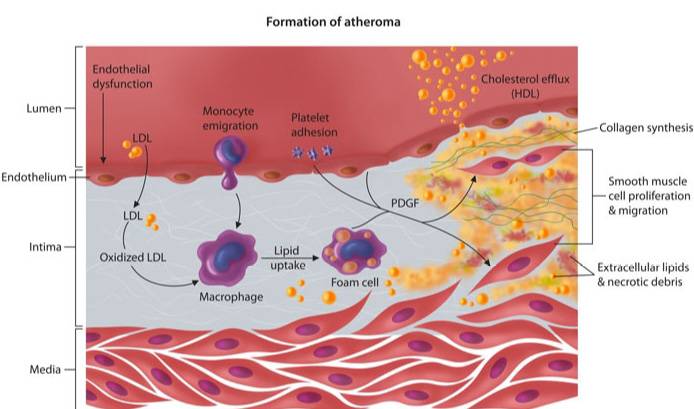 Formation of atheroma
Endothelial
dysfunction
Cholesterol efflux
(HDL)
Lumen
Monocyte
emigration
Platelet
adhesion
LDL
Collagen synthesis
Endothelium
Smooth muscle
cell proliferation
& migration
PDGF
LDL
Intima
Oxidized LDL
Lipid
uptake
Foam cell
Extracellular lipids
& necrotic debris
Macrophage
Media